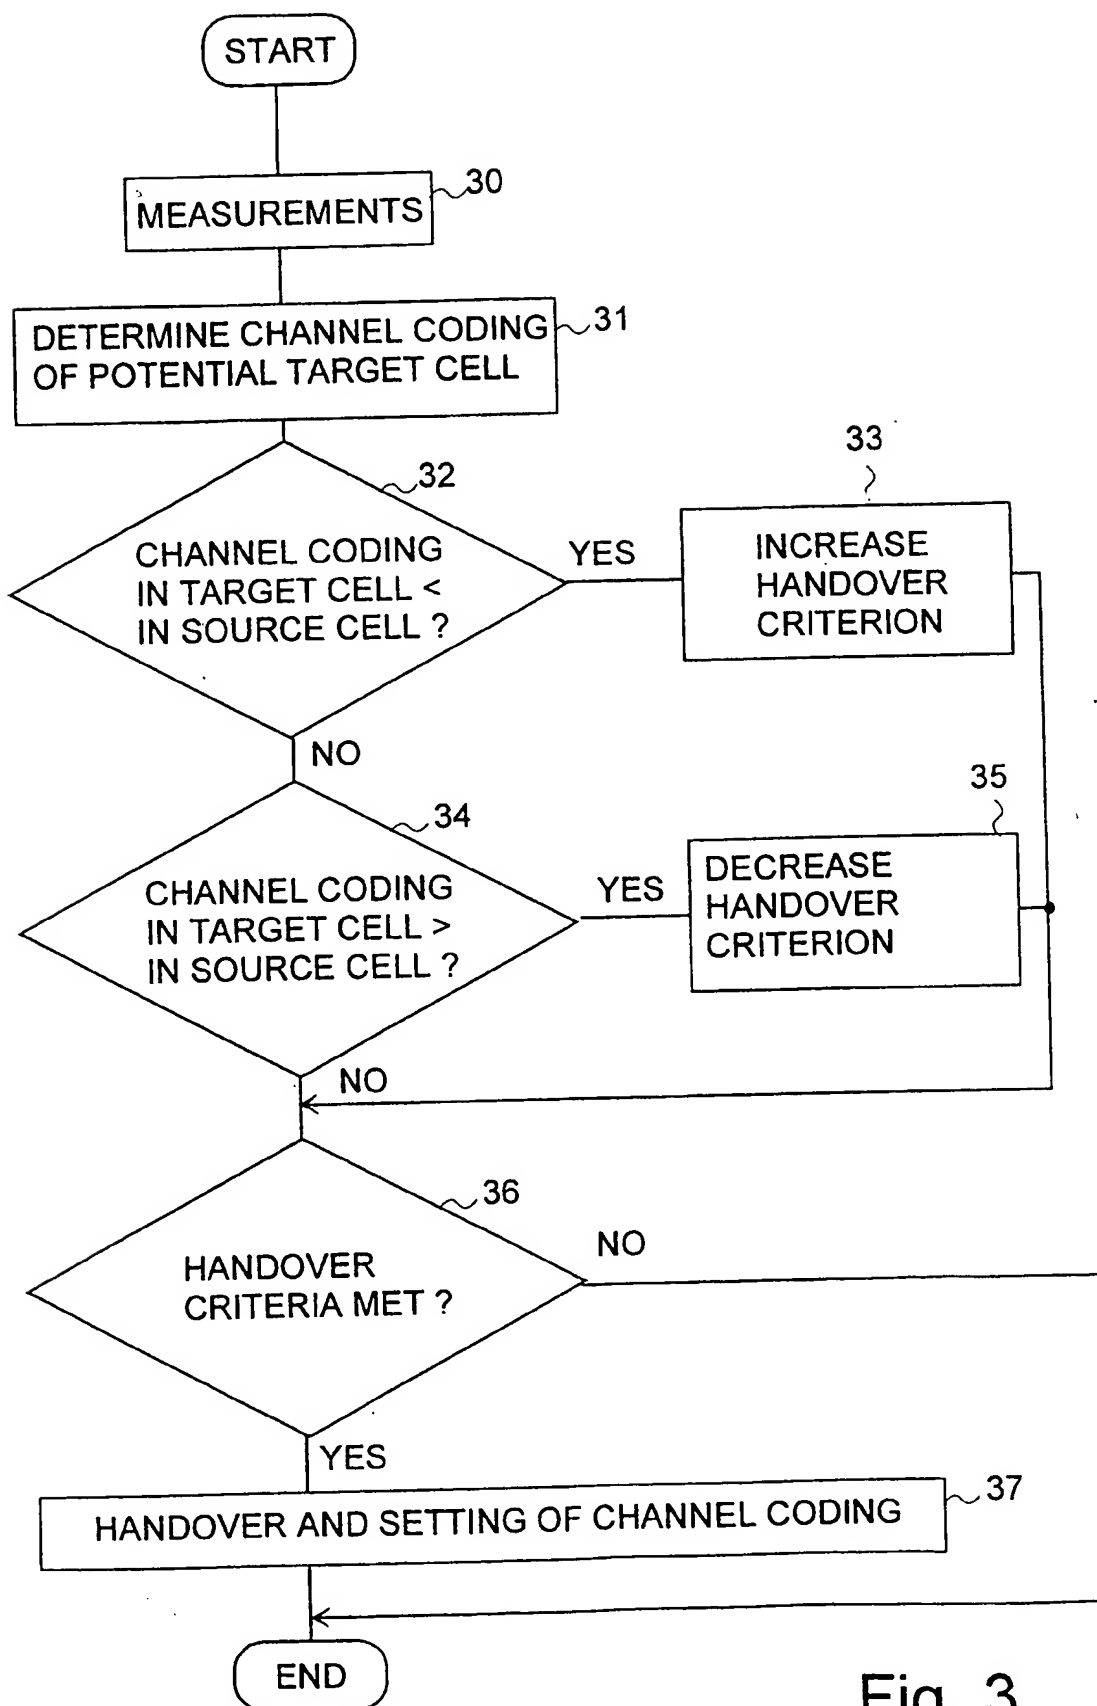 START
MEASUREMENTS
30
DETERMINE CHANNEL CODING
OF POTENTIAL TARGET CELL
31
32
CHANNEL CODING
IN TARGET CELL <
IN SOURCE CELL ?
YES
33
INCREASE
HANDOVER
CRITERION
NO
34
CHANNEL CODING
IN TARGET CELL >
IN SOURCE CELL ?
YES
35
DECREASE
HANDOVER
CRITERION
NO
36
HANDOVER
CRITERIA MET ?
NO
YES
HANDOVER AND SETTING OF CHANNEL CODING
37
END
Fig. 3